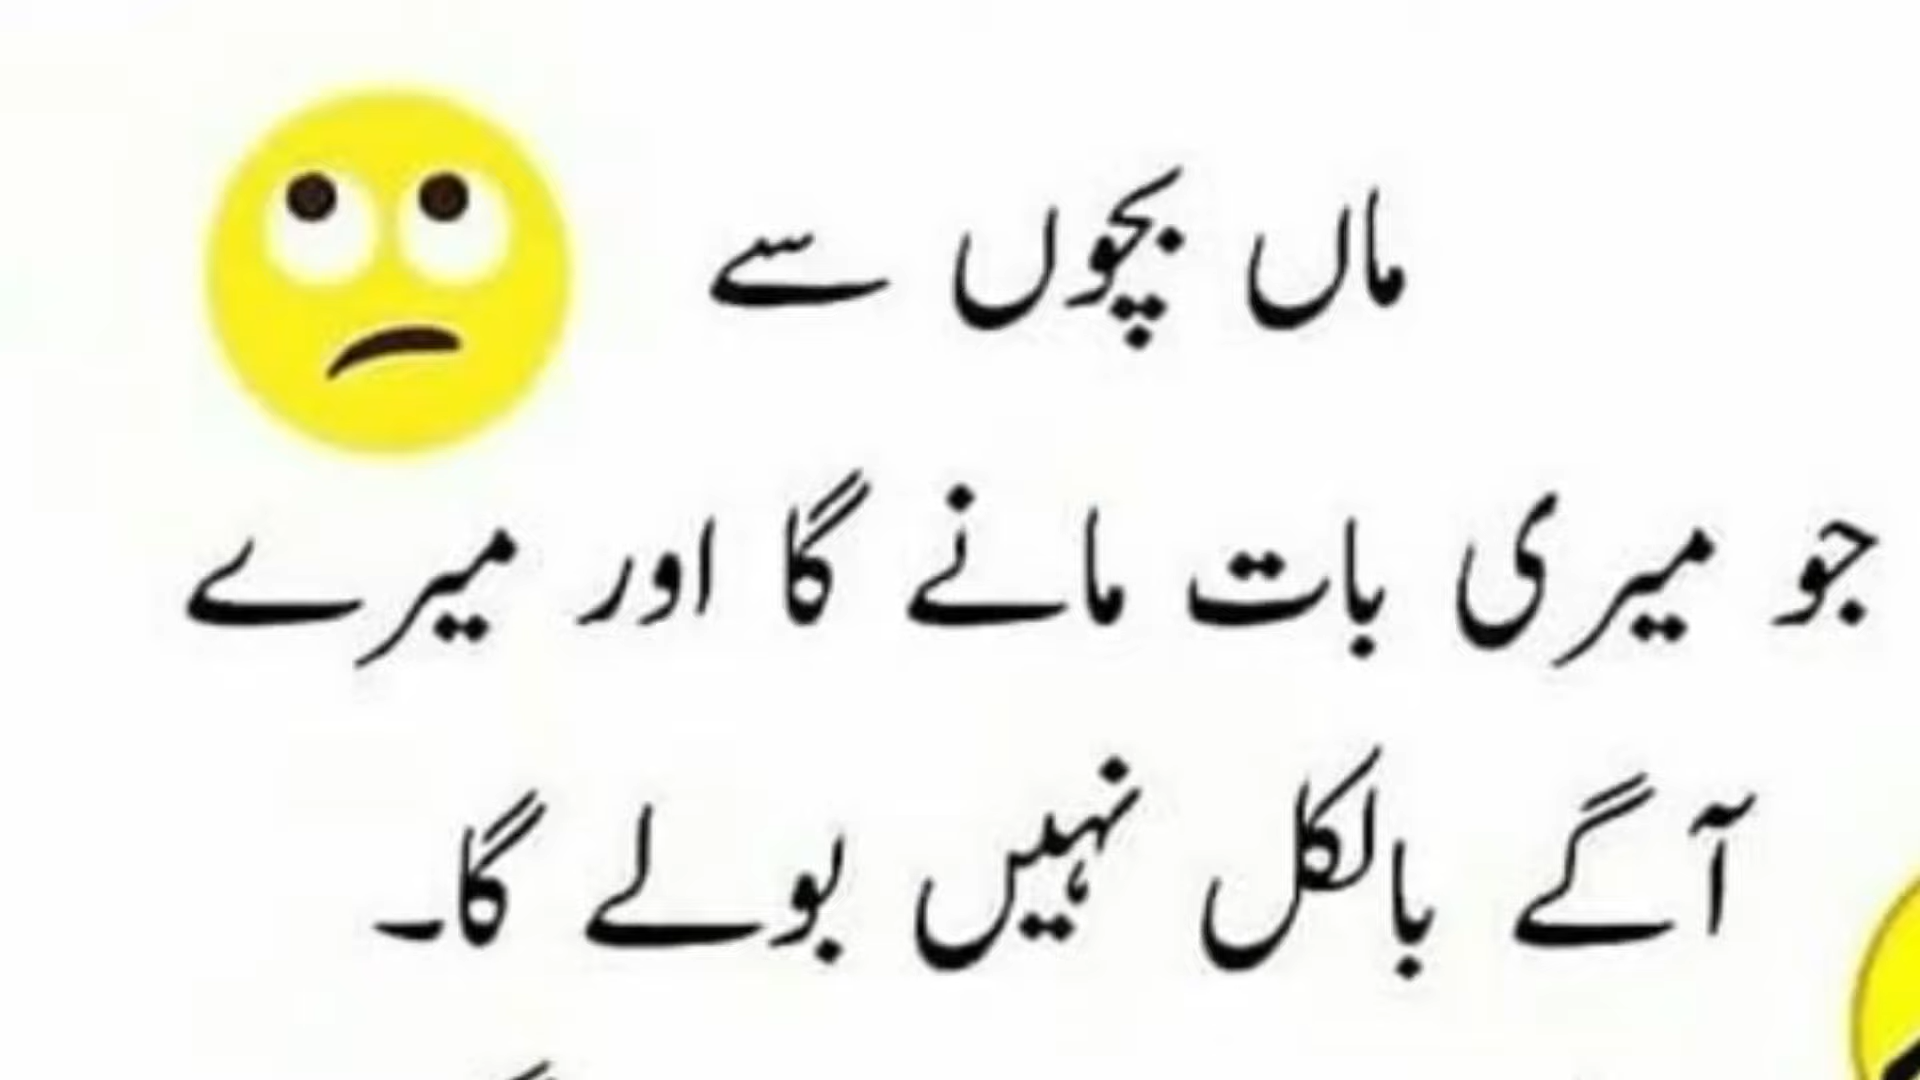 ماں بچوں سے
جو میری بات مانے گا اور میرے
آگے بالکل نہیں بولے گا۔